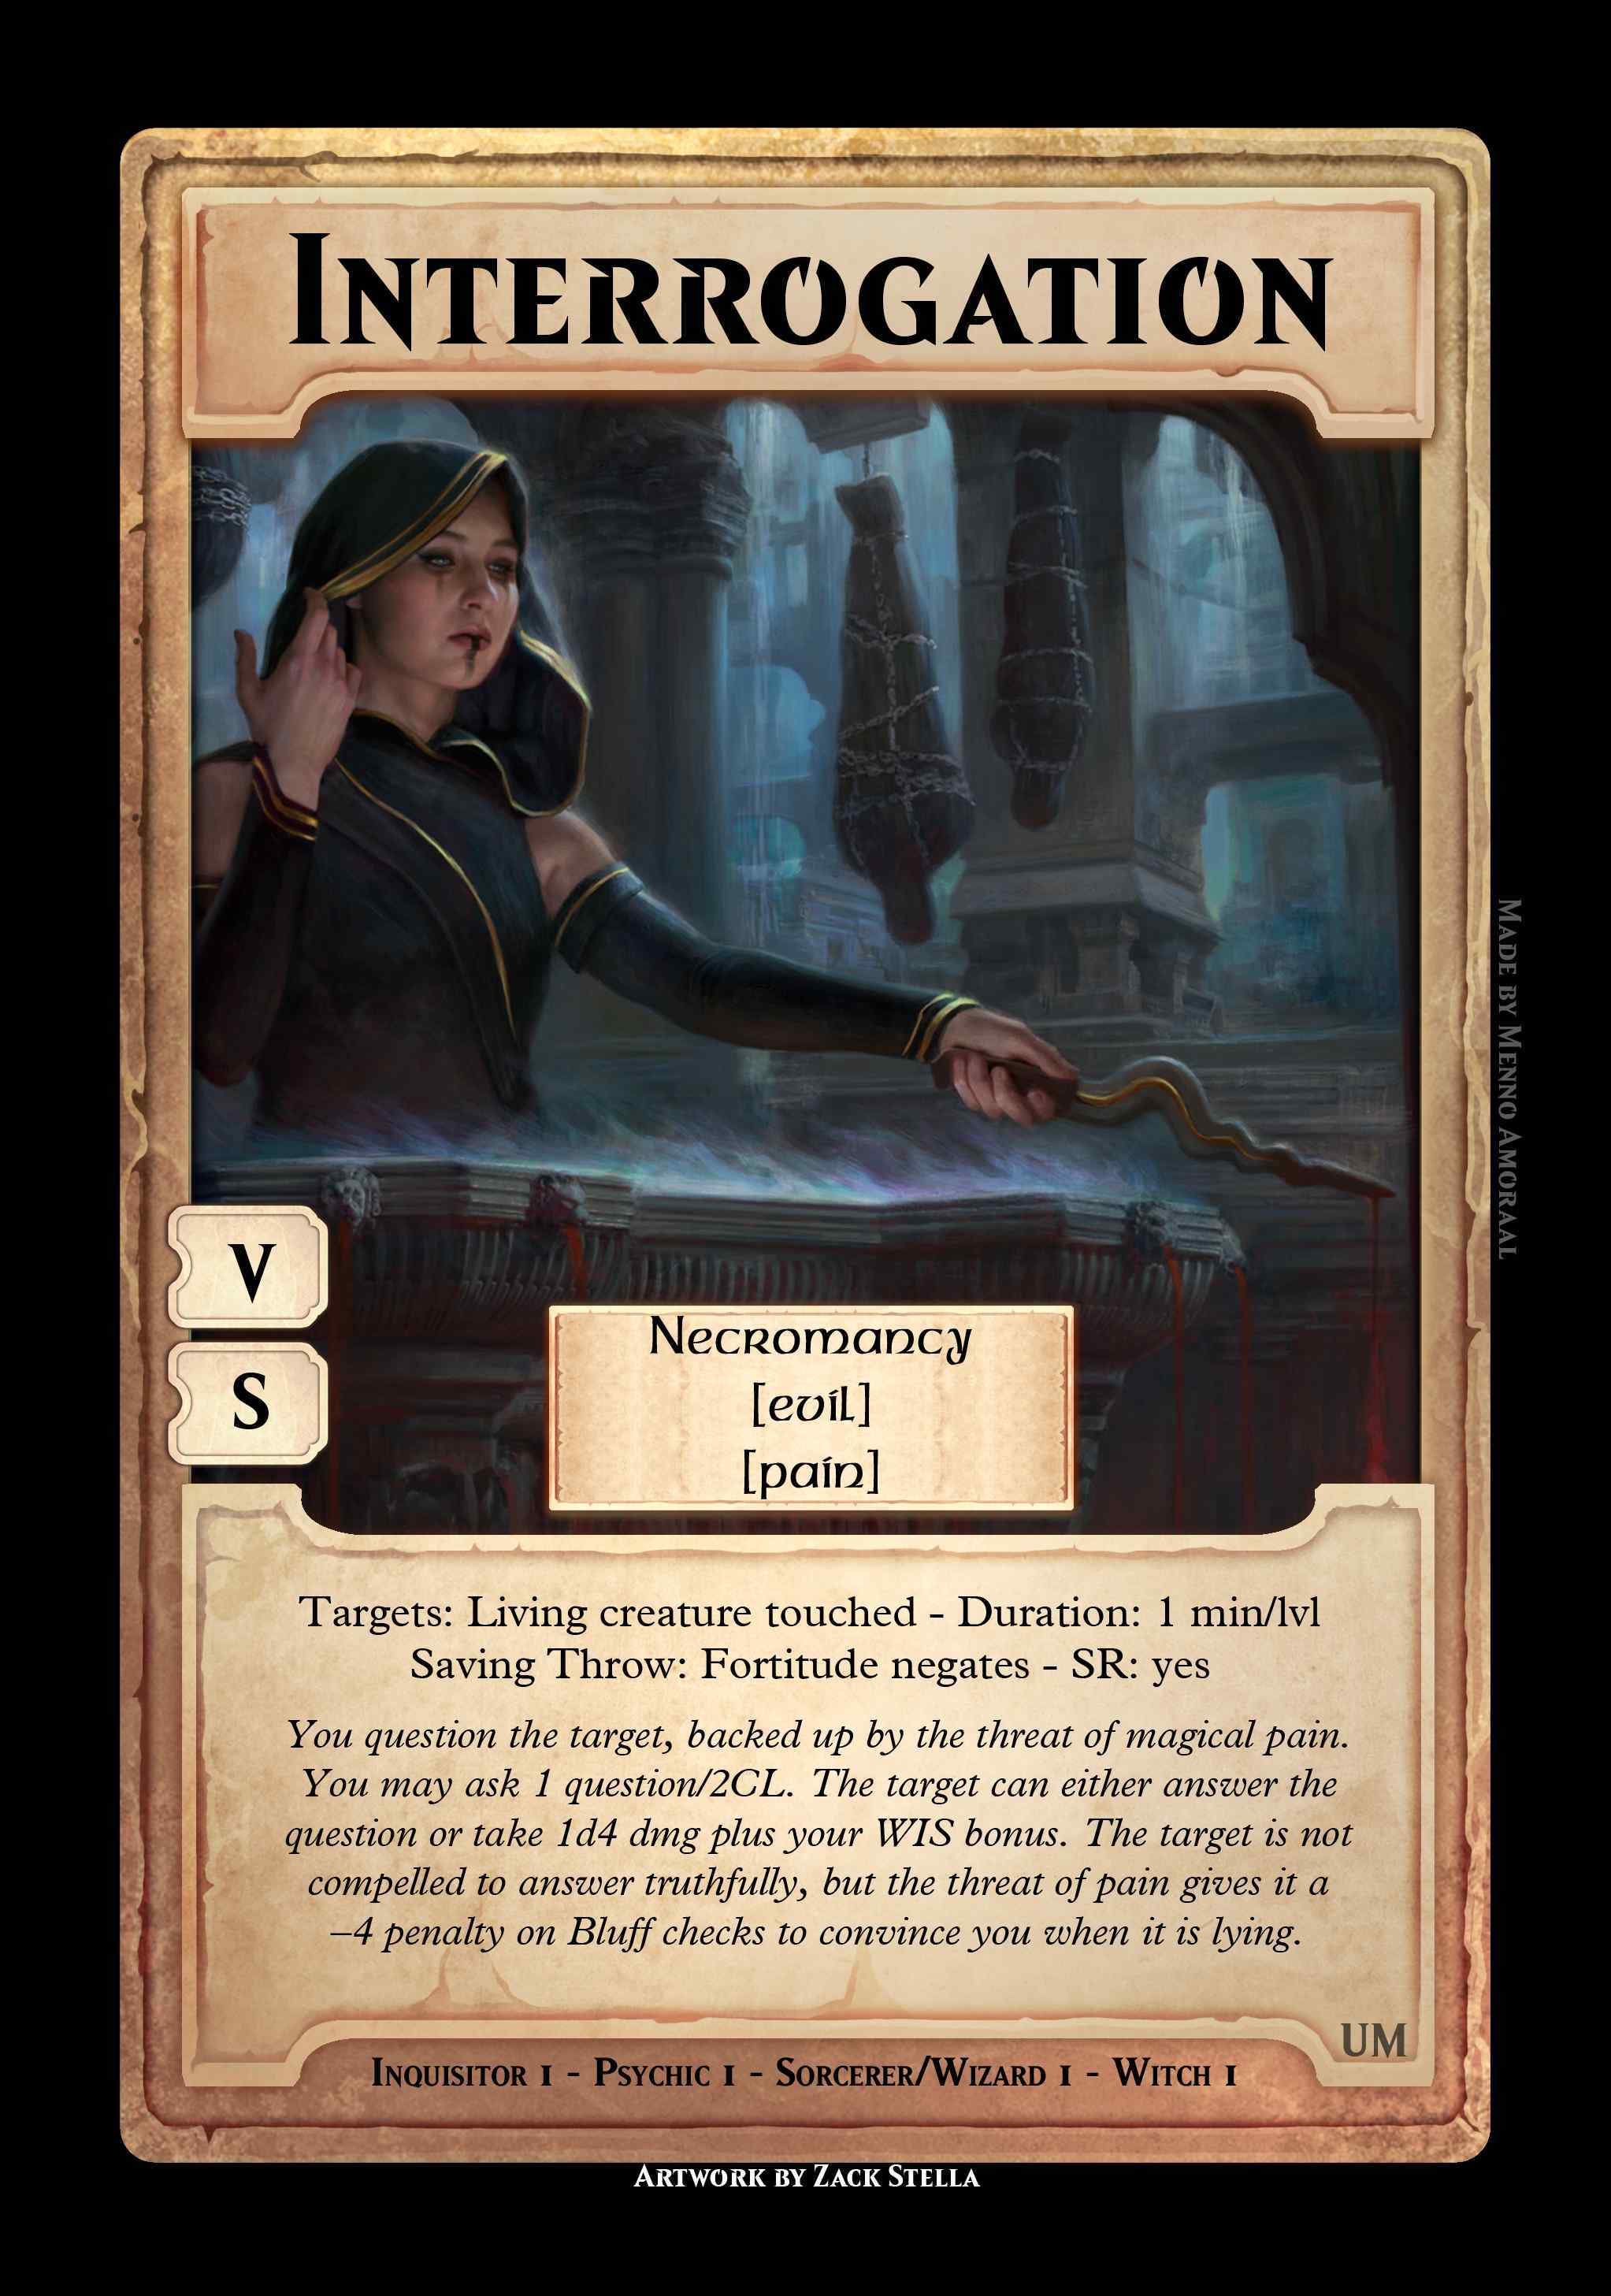 Interrogation
V
S
Necromancy
[evil]
[pain]
Targets: Living creature touched - Duration: 1 min/lvl
Saving Throw: Fortitude negates - SR: yes
You question the target, backed up by the threat of magical pain.
You may ask 1 question/2CL. The target can either answer the
question or take 1d4 dmg plus your WIS bonus. The target is not
compelled to answer truthfully, but the threat of pain gives it a
–4 penalty on Bluff checks to convince you when it is lying.
UM
Inquisitor 1 - Psychic 1 - Sorcerer/Wizard 1 - Witch 1
Artwork by Zack Stella
Made by Menno Amoraal